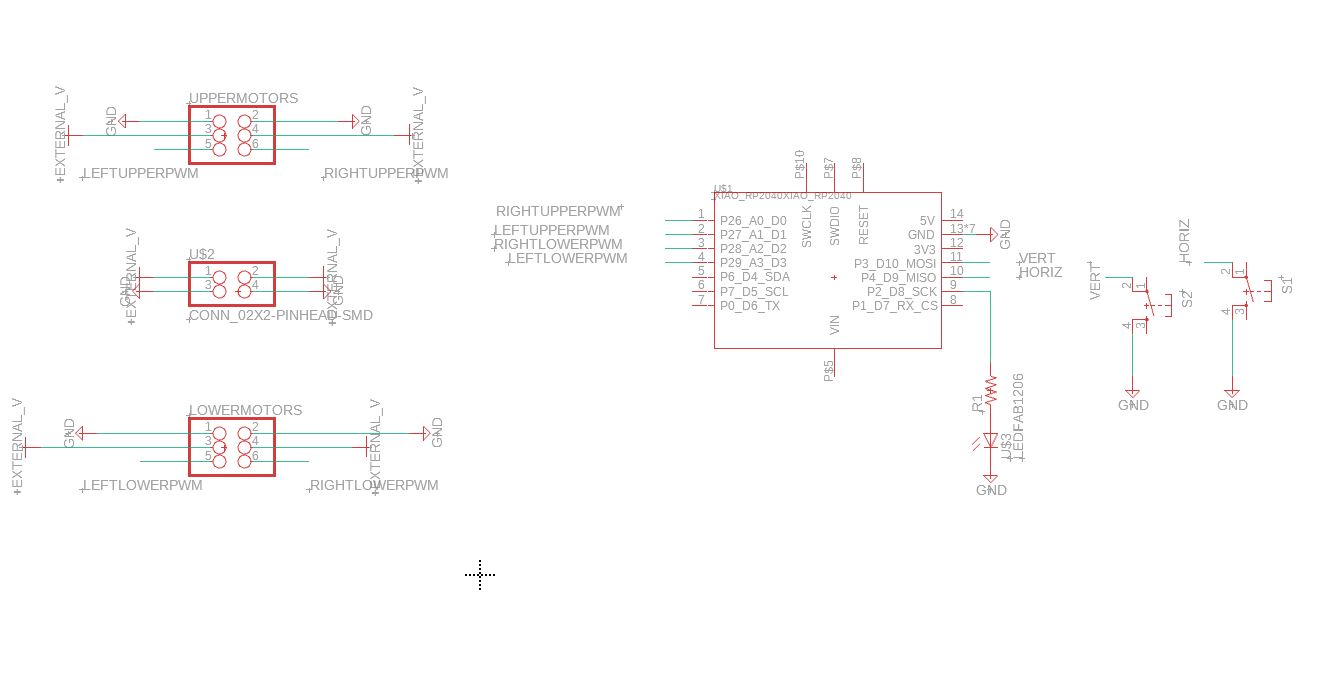 UPPERMOTORS
EXTERNAL_V
GND
1
2
3
4
5
6
GND
EXTERNAL_V
LEFTUPPERPWM
RIGHTUPPERPWM
U$2
EXTERNAL_V
GND
1
2
3
4
EXTERNAL_V
GND
CONN_02X2-PINHEAD-SMD
LOWERMOTORS
EXTERNAL_V
GND
1
2
3
4
5
6
EXTERNAL_V
GND
LEFTLOWERPWM
RIGHTLOWERPWM
RIGHTUPPERPWM
LEFTUPPERPWM
RIGHTLOWERPWM
LEFTLOWERPWM
P$10
P$7
P$8
U$1
XIAO_RP2040XIAO_RP2040
SWCLK
SWDIO
RESET
1 P26_A0_D0
2 P27_A1_D1
3 P28_A2_D2
4 P29_A3_D3
5 P6_D4_SDA
6 P7_D5_SCL
7 P0_D6_TX
5V 14
GND 13*7
3V3 12
P3_D10_MOSI 11
P4_D9_MISO 10
P2_D8_SCK 9
P1_D7_RX_CS 8
GND
VIN
P$5
VERT
HORIZ
R1
U$3
LEDFAB1206
GND
VERT
2
1
4
3
S2
GND
HORIZ
2
1
4
3
S1
GND